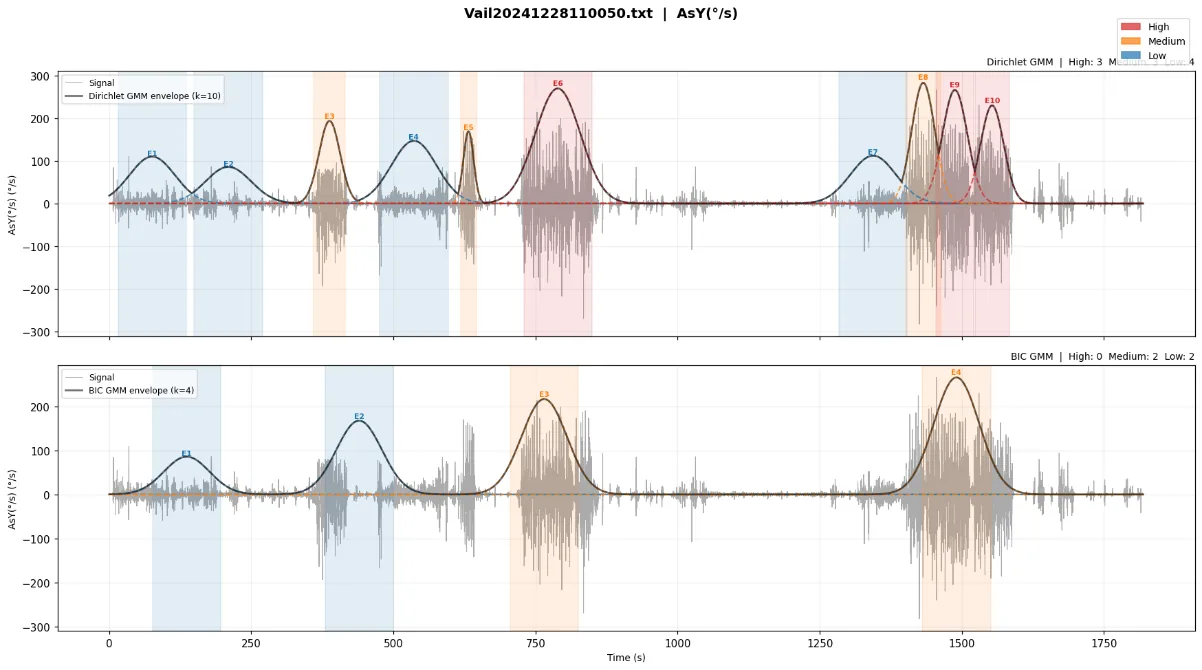 Vail20241228110050.txt | AsY(°/s)
High
Medium
Low
Dirichlet GMM | High: 3 Medium: 3 Low: 4
Signal
Dirichlet GMM envelope (k=10)
E1
E2
E3
E4
E5
E6
E7
E8
E9
E10
AsY(°/s) (°/s)
300
200
100
0
−100
−200
−300
BIC GMM | High: 0 Medium: 2 Low: 2
Signal
BIC GMM envelope (k=4)
E1
E2
E3
E4
AsY(°/s) (°/s)
200
100
0
−100
−200
−300
0 250 500 750 1000 1250 1500 1750
Time (s)